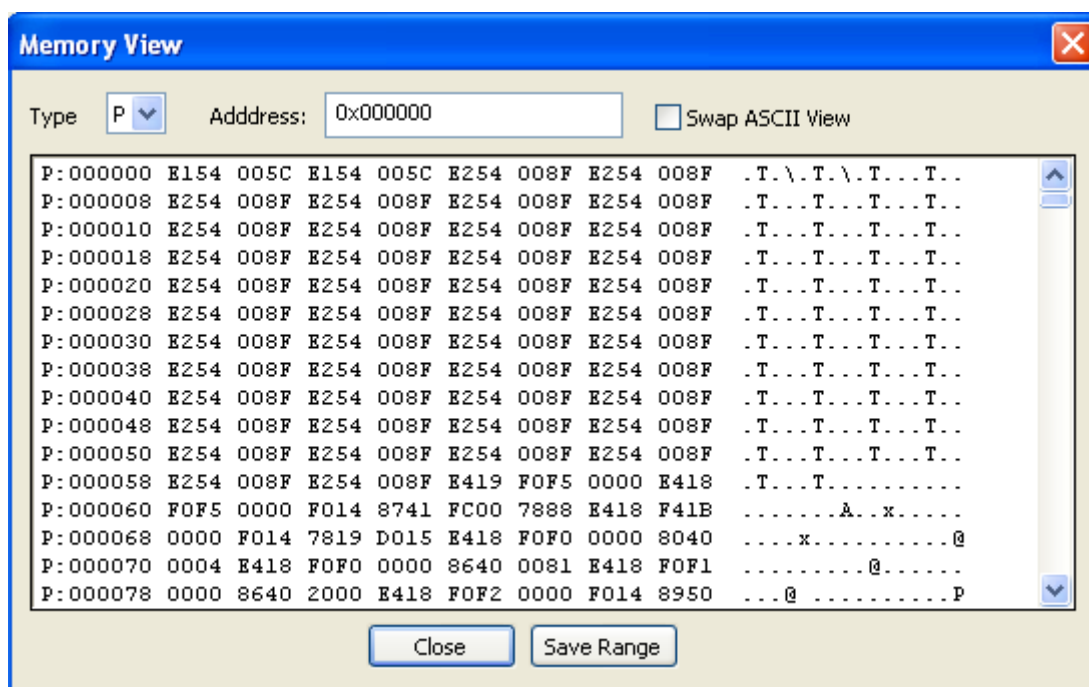 Memory View
Type P Adddress: 0x000000 Swap ASCII View
P:000000 E154 005C E154 005C E254 008F E254 008F .T.\.T.\.T...T..
P:000008 E254 008F E254 008F E254 008F E254 008F .T...T...T...T..
P:000010 E254 008F E254 008F E254 008F E254 008F .T...T...T...T..
P:000018 E254 008F E254 008F E254 008F E254 008F .T...T...T...T..
P:000020 E254 008F E254 008F E254 008F E254 008F .T...T...T...T..
P:000028 E254 008F E254 008F E254 008F E254 008F .T...T...T...T..
P:000030 E254 008F E254 008F E254 008F E254 008F .T...T...T...T..
P:000038 E254 008F E254 008F E254 008F E254 008F .T...T...T...T..
P:000040 E254 008F E254 008F E254 008F E254 008F .T...T...T...T..
P:000048 E254 008F E254 008F E254 008F E254 008F .T...T...T...T..
P:000050 E254 008F E254 008F E254 008F E254 008F .T...T...T...T..
P:000058 E254 008F E254 008F E419 F0F5 0000 E418 .T...T..........
P:000060 F0F5 0000 F014 8741 FC00 7888 E418 F41B .......A..x.....
P:000068 0000 F014 7819 D015 E418 F0F0 0000 8040 ....x..........@
P:000070 0004 E418 F0F0 0000 8640 0081 E418 F0F1 .........@......
P:000078 0000 8640 2000 E418 F0F2 0000 F014 8950 ...@ ..........P
Close Save Range